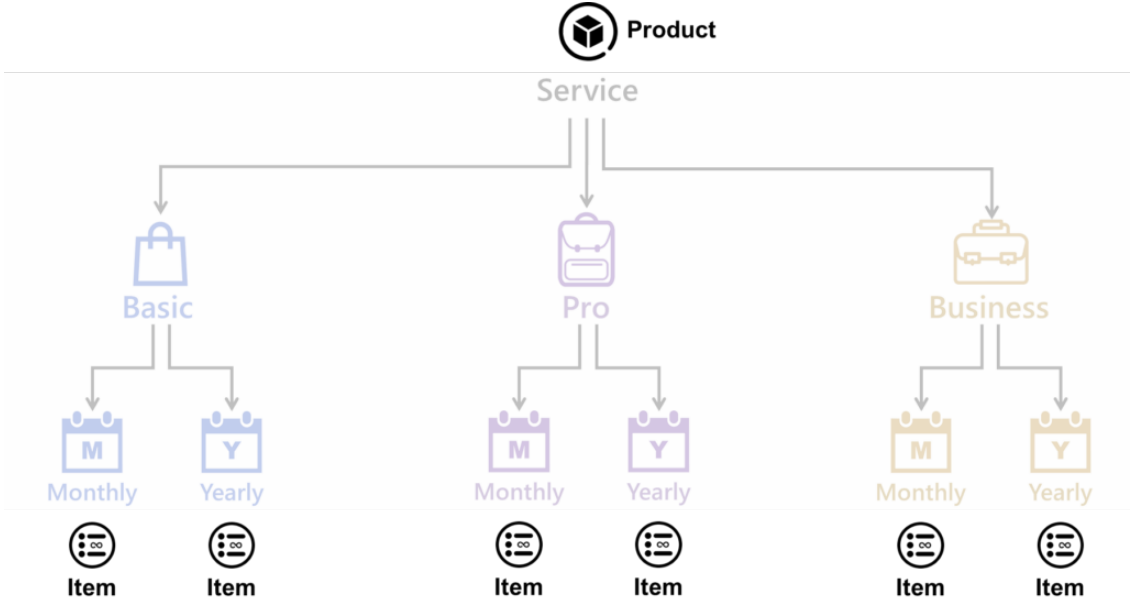 Product
Service
Basic Pro Business
M Y M Y M Y
Monthly Yearly Monthly Yearly Monthly Yearly
∞ ∞ ∞ ∞ ∞ ∞
Item Item Item Item Item Item